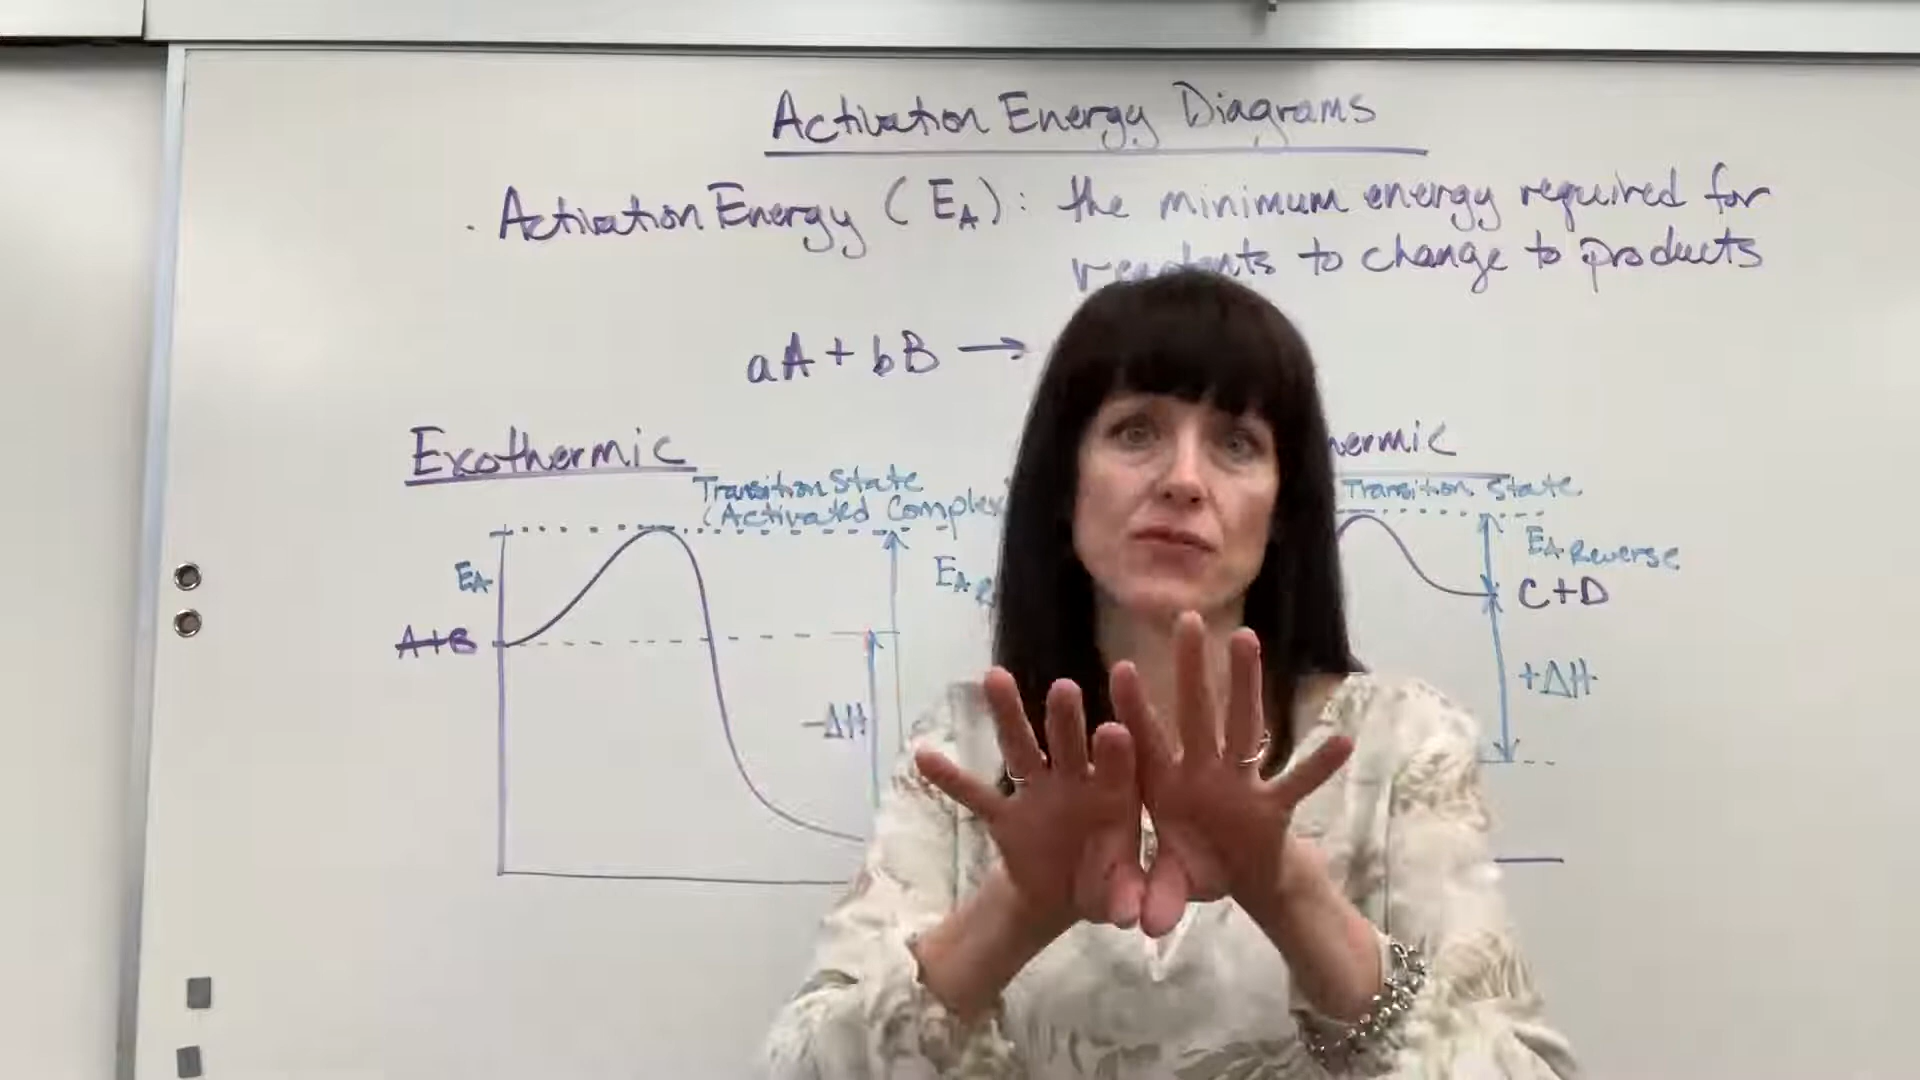 Activation Energy Diagrams
· Activation Energy (EA): the minimum energy required for
reactants to change to products
aA + bB →
Exothermic
Transition State
(Activated Complex
EA
EA
A+B
-ΔH
Transition State
EA Reverse
C+D
+ΔH